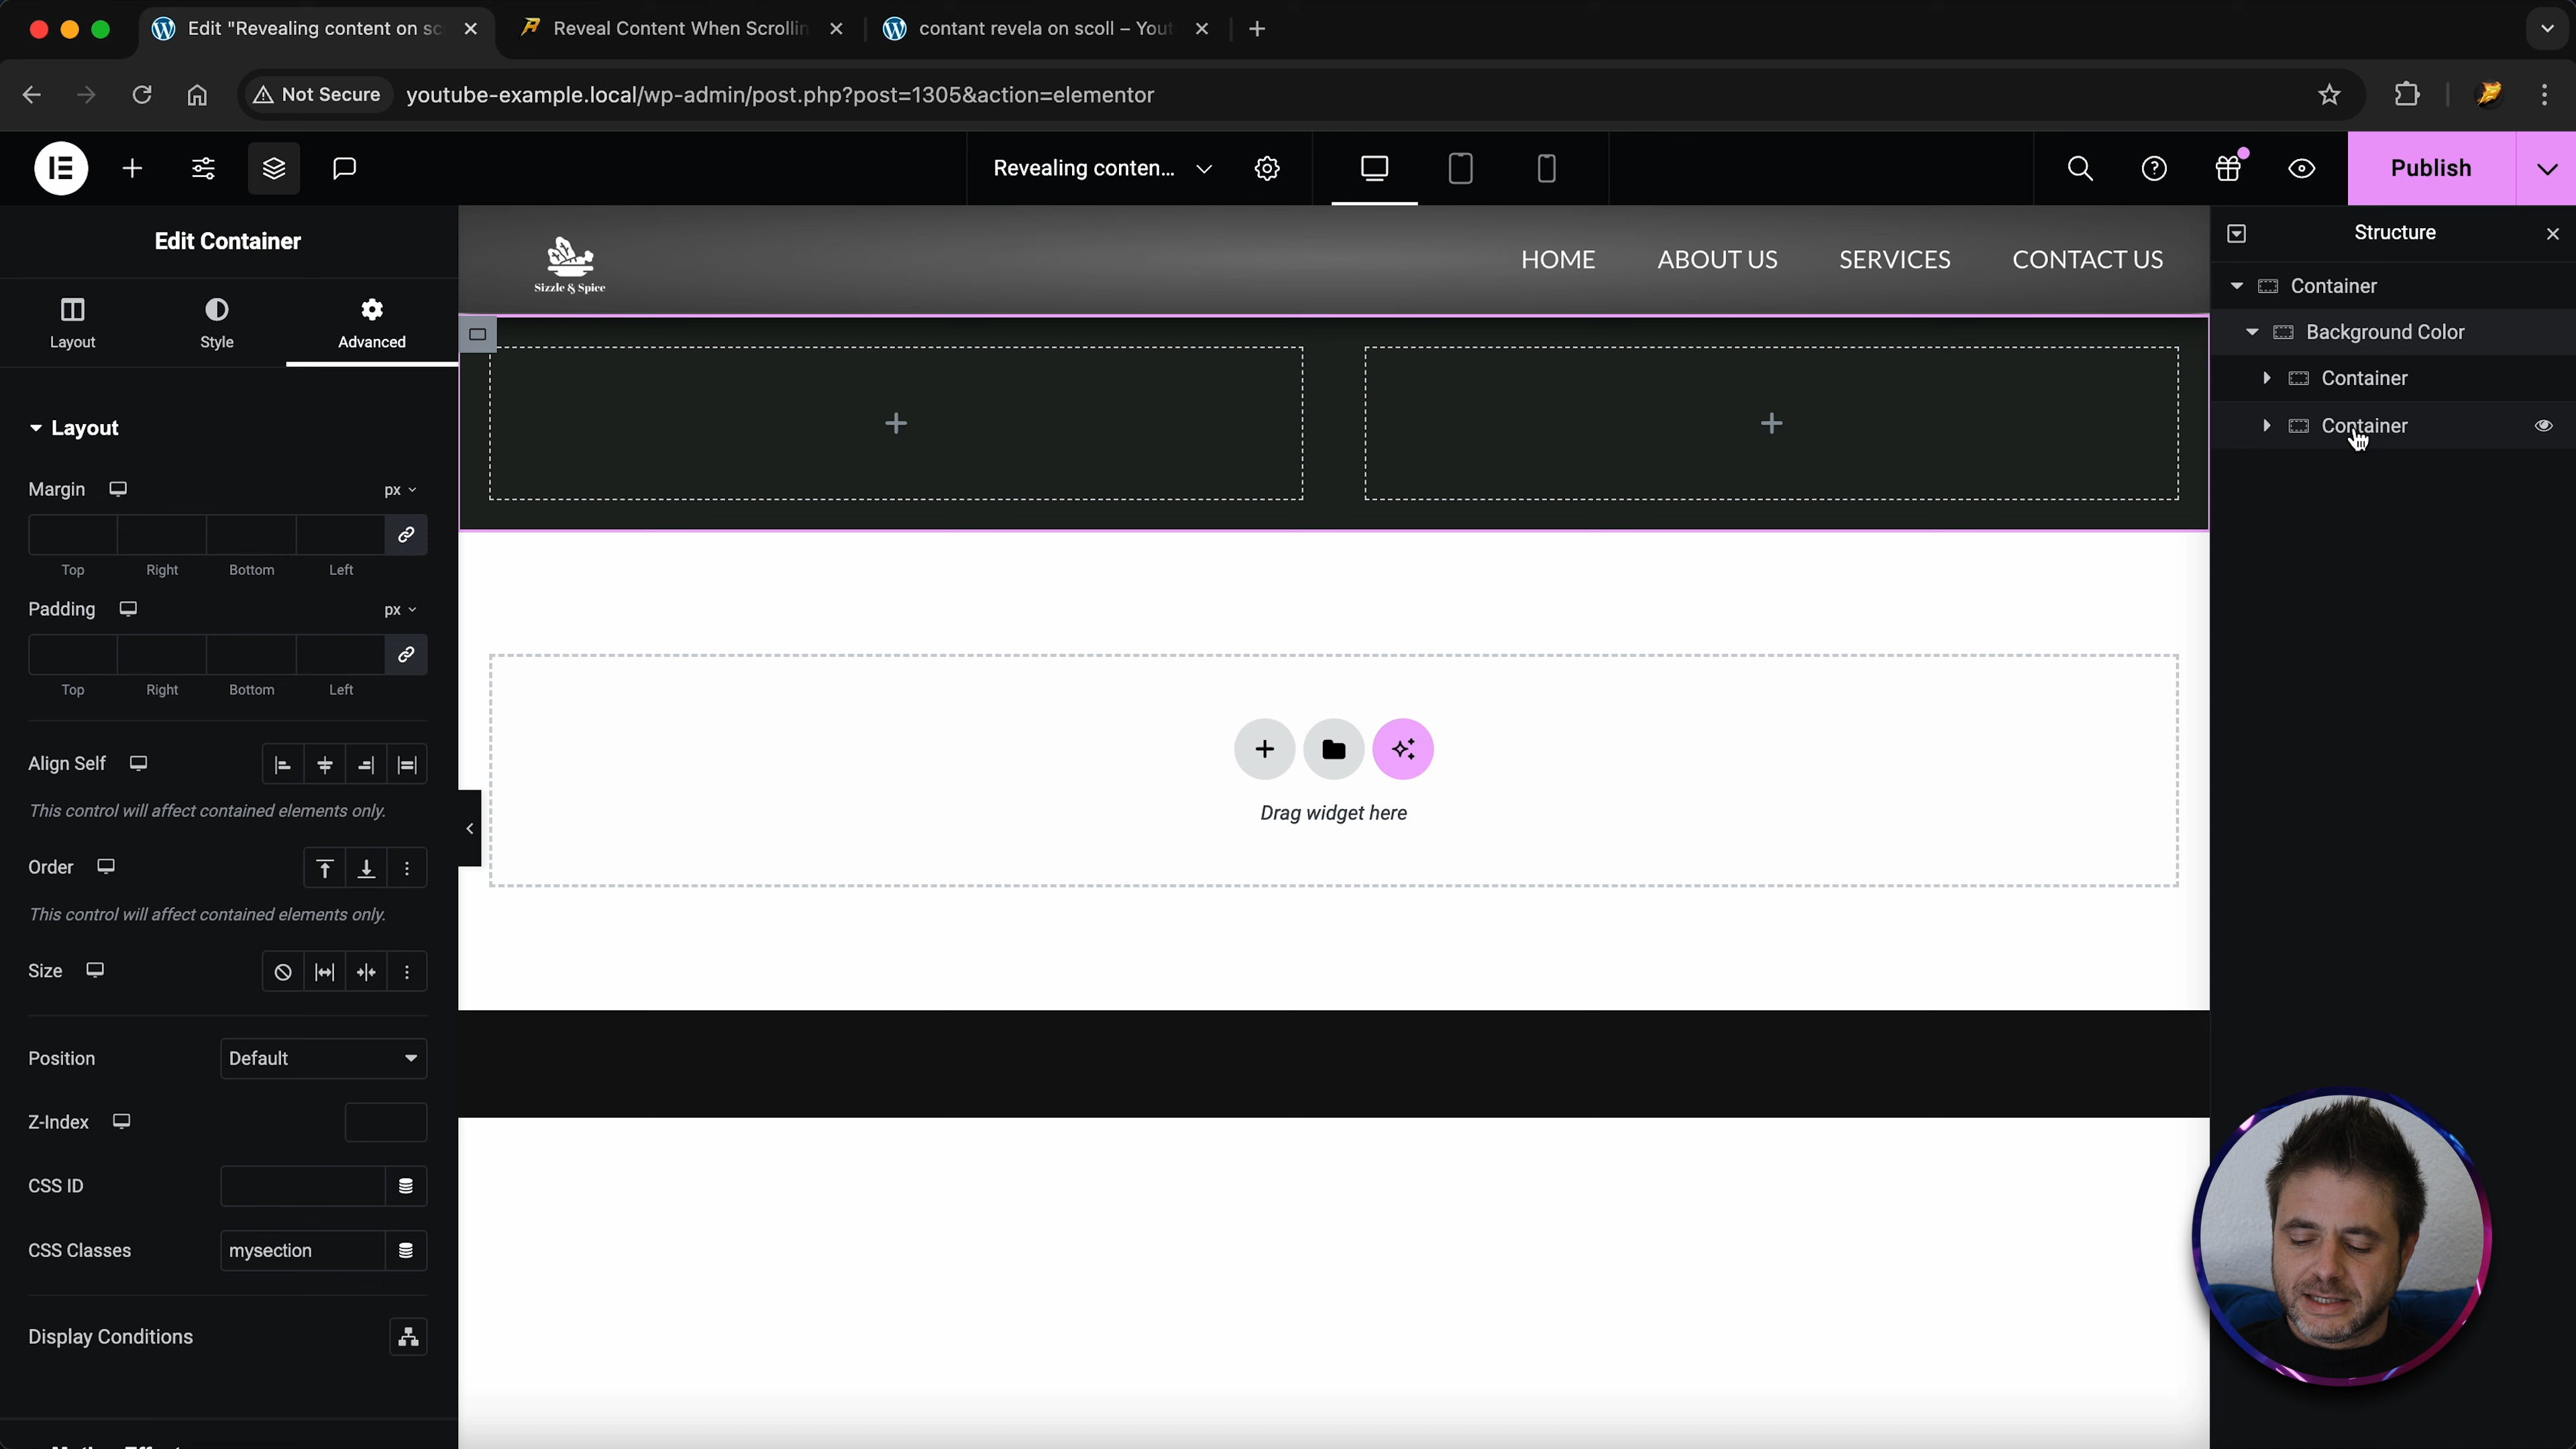 Edit "Revealing content on sc
Reveal Content When Scrollin
contant revela on scoll – Yout
Not Secure
youtube-example.local/wp-admin/post.php?post=1305&action=elementor
Revealing conten...
Publish
Edit Container
Layout
Style
Advanced
Layout
Margin
px
Top
Right
Bottom
Left
Padding
px
Top
Right
Bottom
Left
Align Self
This control will affect contained elements only.
Order
This control will affect contained elements only.
Size
Position
Default
Z-Index
CSS ID
CSS Classes
mysection
Display Conditions
Sizzle & Spice
HOME
ABOUT US
SERVICES
CONTACT US
Drag widget here
Structure
Container
Background Color
Container
Container